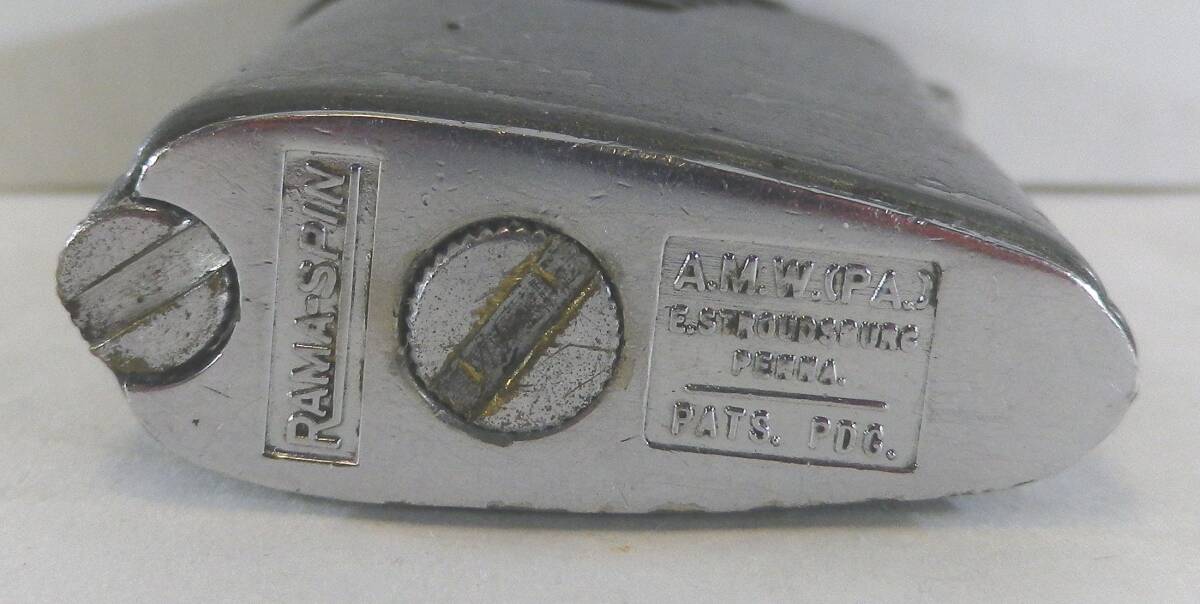 RAMA-SPIN
A.M.W.(PA.)
E. STROUDSBURG
PENNA.
PATS. PDG.